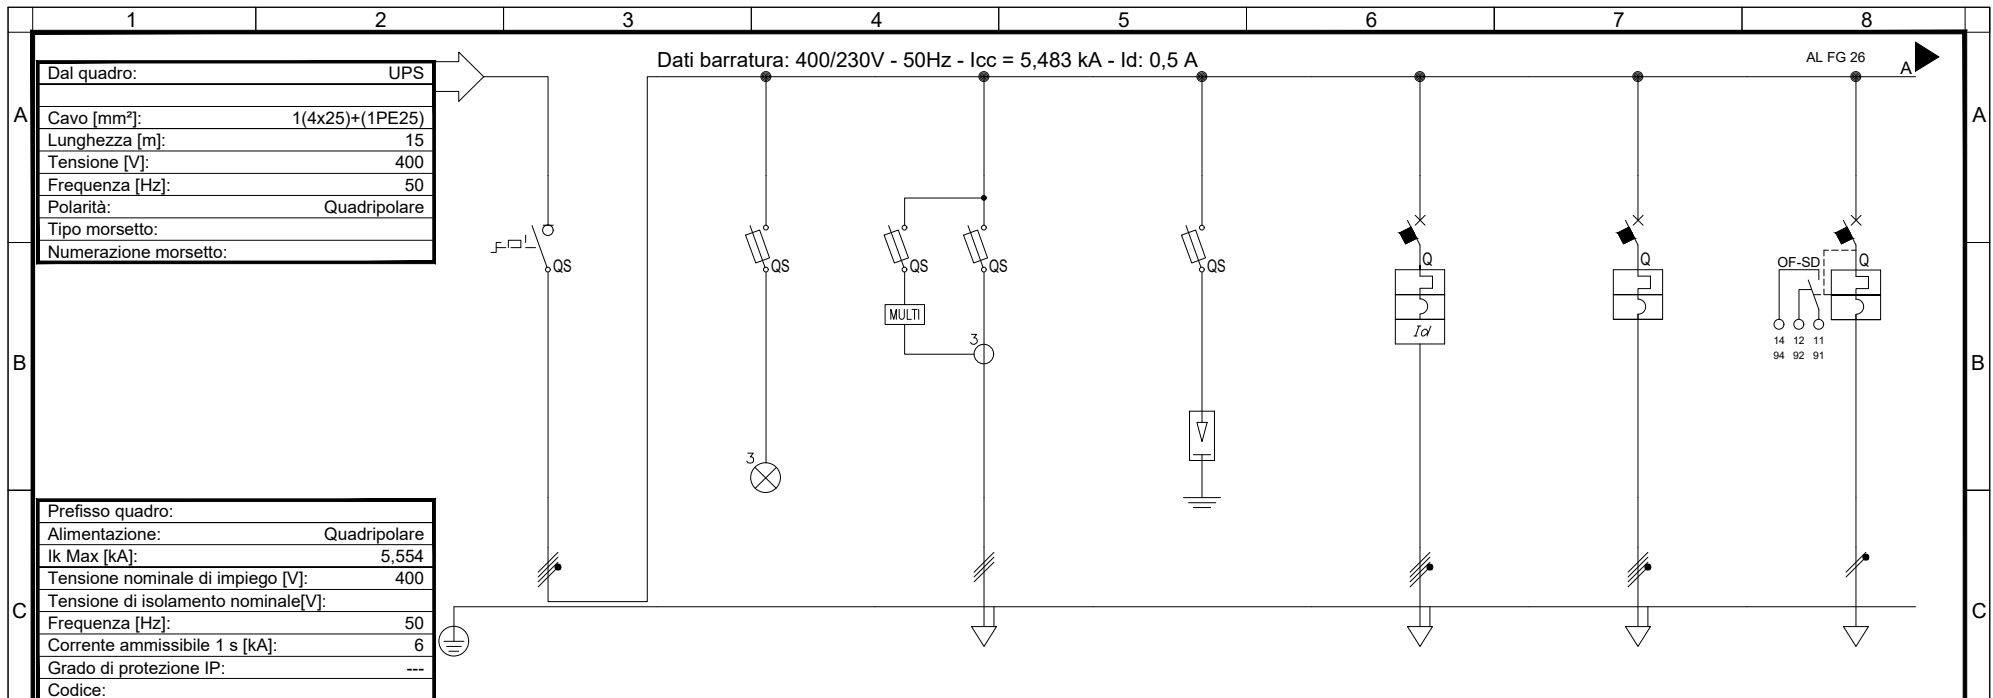 1 2 3 4 5 6 7 8
Dati barratura: 400/230V - 50Hz - Icc = 5,483 kA - Id: 0,5 A
AL FG 26
A
A
A
Dal quadro: UPS
Cavo [mm²]: 1(4x25)+(1PE25)
Lunghezza [m]: 15
Tensione [V]: 400
Frequenza [Hz]: 50
Polarità: Quadripolare
Tipo morsetto:
Numerazione morsetto:
QS
QS
QS
QS
QS
Q
Q
OF-SD
Q
MULTI
Id
3
14 12 11
94 92 91
B
B
3
Prefisso quadro:
Alimentazione: Quadripolare
Ik Max [kA]: 5,554
Tensione nominale di impiego [V]: 400
Tensione di isolamento nominale[V]:
Frequenza [Hz]: 50
Corrente ammissibile 1 s [kA]: 6
Grado di protezione IP: ---
Codice:
C
C